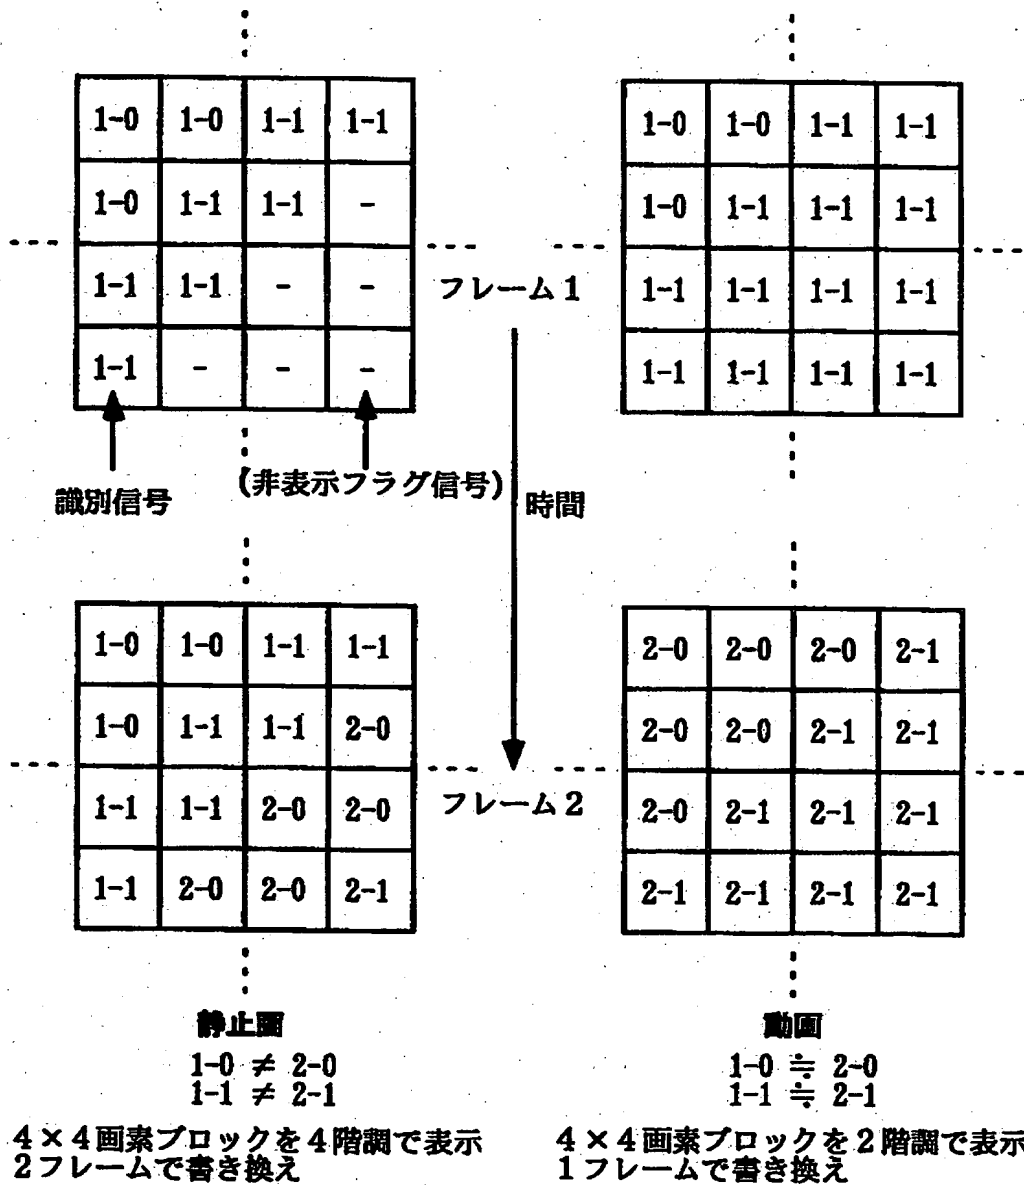 1-0 1-0 1-1 1-1
1-0 1-1 1-1 -
1-1 1-1 - -
1-1 - - -
識別信号
(非表示フラグ信号)
1-0 1-0 1-1 1-1
1-0 1-1 1-1 1-1
1-1 1-1 1-1 1-1
1-1 1-1 1-1 1-1
フレーム1
時間
フレーム2
1-0 1-0 1-1 1-1
1-0 1-1 1-1 2-0
1-1 1-1 2-0 2-0
1-1 2-0 2-0 2-1
2-0 2-0 2-0 2-1
2-0 2-0 2-1 2-1
2-0 2-1 2-1 2-1
2-1 2-1 2-1 2-1
静止画
1-0 ≠ 2-0
1-1 ≠ 2-1
4×4画素ブロックを4階調で表示
2フレームで書き換え
動画
1-0 ≒ 2-0
1-1 ≒ 2-1
4×4画素ブロックを2階調で表示
1フレームで書き換え